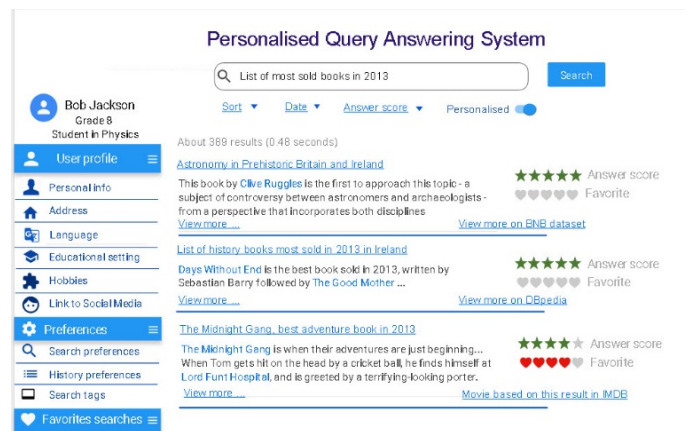 Personalised Query Answering System
List of most sold books in 2013
Search
Sort
Date
Answer score
Personalised
Bob Jackson
Grade 8
Student in Physics
User profile
Personal info
Address
Language
Educational setting
Hobbies
Link to Social Media
Preferences
Search preferences
History preferences
Search tags
Favorites searches
About 389 results (0.48 seconds)
Astronomy in Prehistoric Britain and Ireland
This book by Clive Ruggles is the first to approach this topic - a
subject of controversy between astronomers and archaeologists -
from a perspective that incorporates both disciplines
View more ...
View more on BNB dataset
Answer score
Favorite
List of history books most sold in 2013 in Ireland
Days Without End is the best book sold in 2013, written by
Sebastian Barry followed by The Good Mother ...
View more ...
View more on DBpedia
Answer score
Favorite
The Midnight Gang, best adventure book in 2013
The Midnight Gang is when their adventures are just beginning...
When Tom gets hit on the head by a cricket ball, he finds himself at
Lord Funt Hospital, and is greeted by a terrifying-looking porter.
View more ...
Movie based on this result in IMDB
Answer score
Favorite